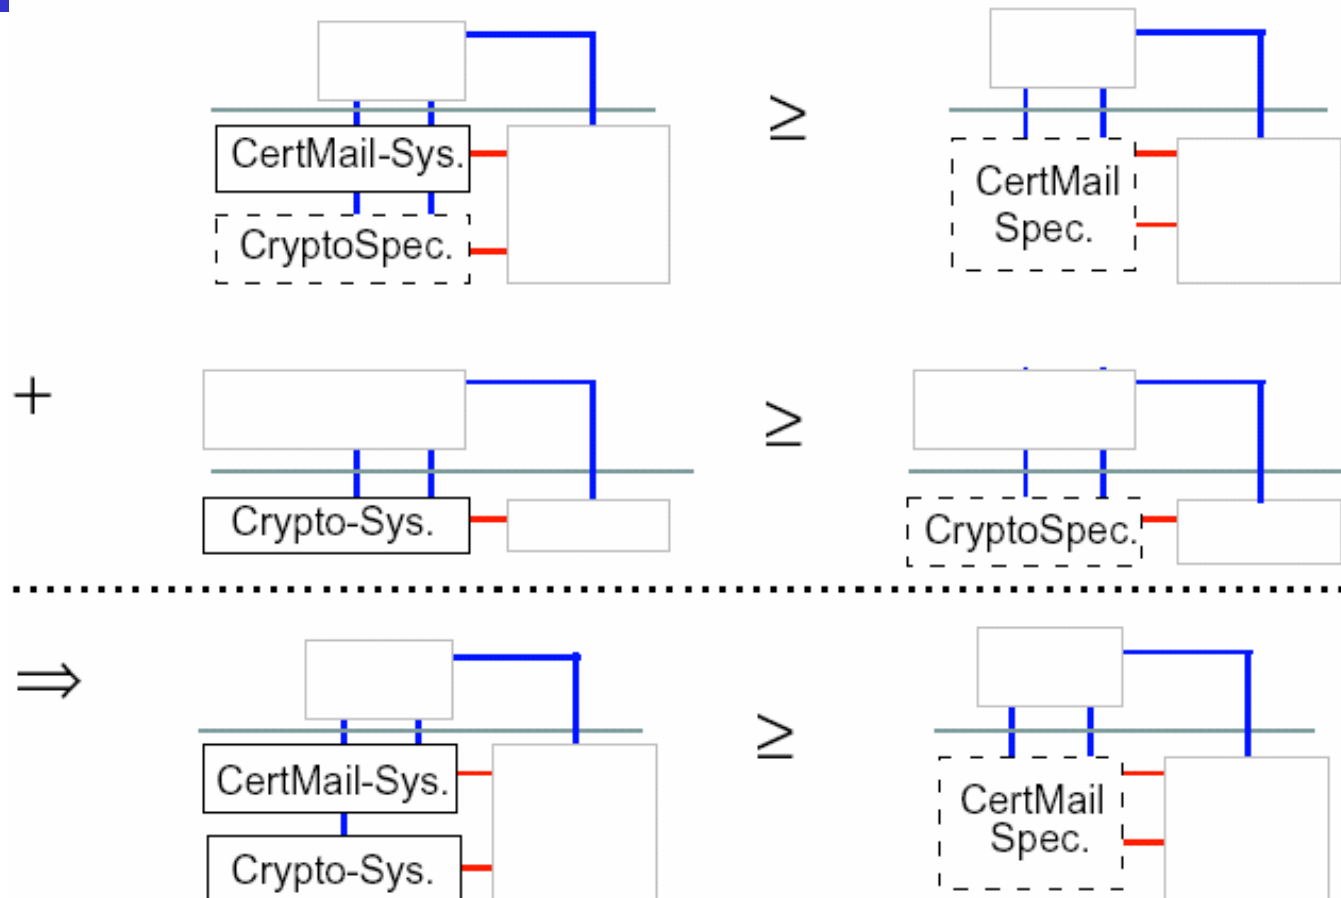 ≥
CertMail-Sys.
CertMail
Spec.
CryptoSpec.
+
≥
Crypto-Sys.
CryptoSpec.
⇒
≥
CertMail-Sys.
CertMail
Spec.
Crypto-Sys.